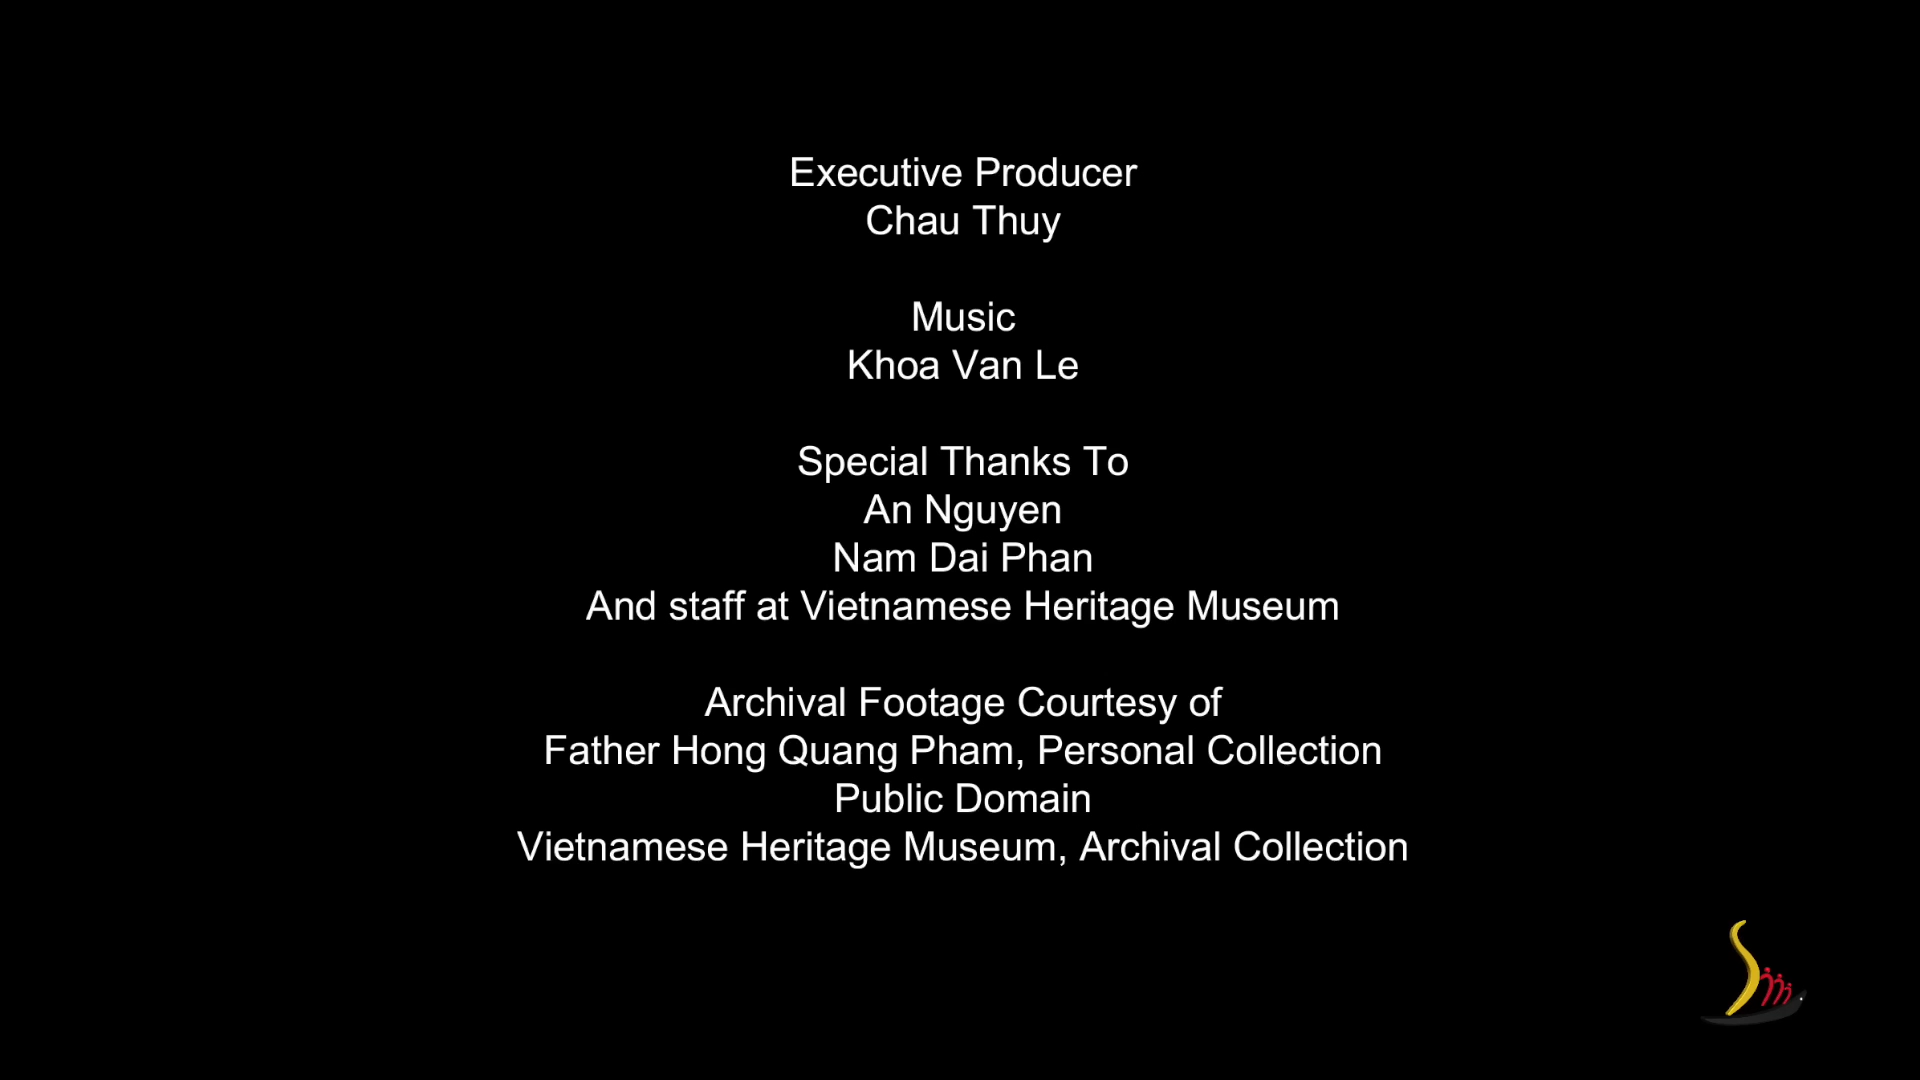 Executive Producer
Chau Thuy
Music
Khoa Van Le
Special Thanks To
An Nguyen
Nam Dai Phan
And staff at Vietnamese Heritage Museum
Archival Footage Courtesy of
Father Hong Quang Pham, Personal Collection
Public Domain
Vietnamese Heritage Museum, Archival Collection